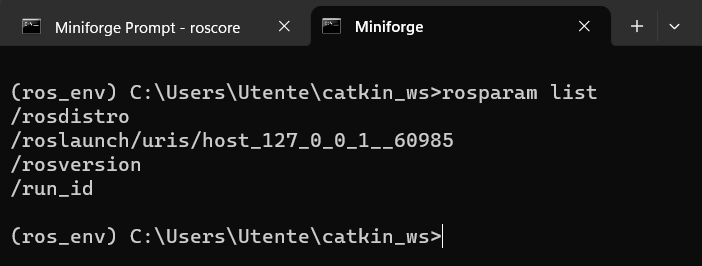 Miniforge Prompt - roscore
Miniforge
(ros_env) C:\Users\Utente\catkin_ws>rosparam list
/rosdistro
/roslaunch/uris/host_127_0_0_1__60985
/rosversion
/run_id
(ros_env) C:\Users\Utente\catkin_ws>